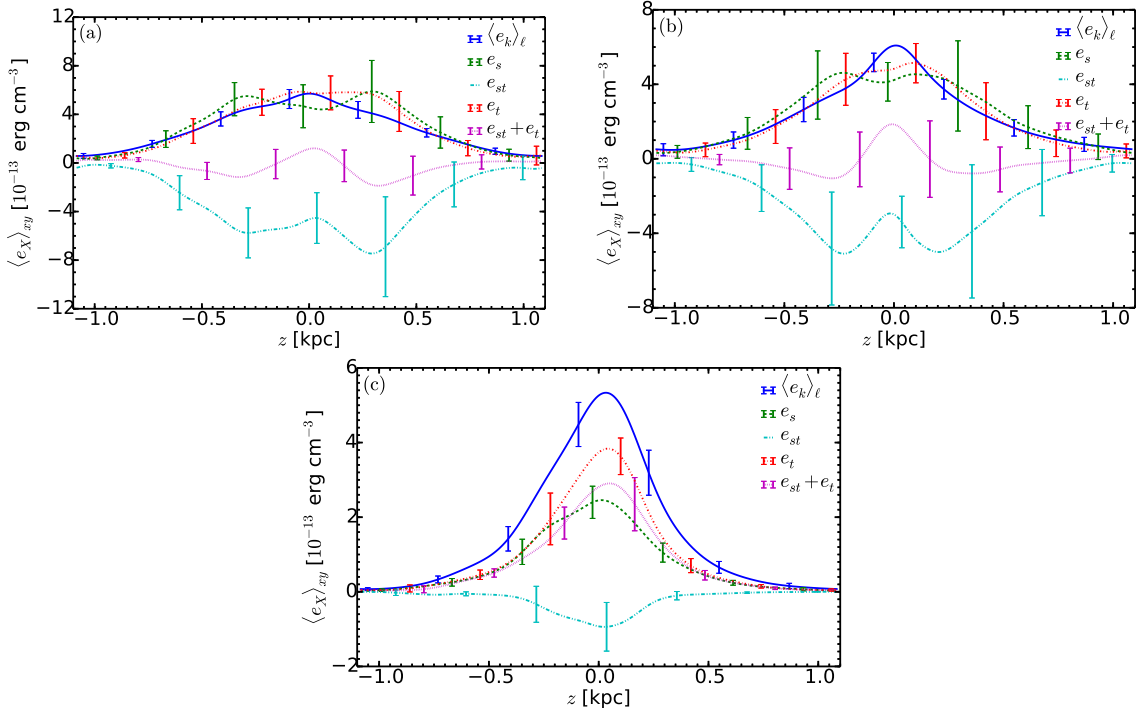 (a)
⟨e_k⟩_ℓ
e_s
e_st
e_t
e_st + e_t
12
8
4
0
−4
−8
−12
⟨e_X⟩_xy [10^−13 erg cm^−3]
−1.0 −0.5 0.0 0.5 1.0
z [kpc]
(b)
⟨e_k⟩_ℓ
e_s
e_st
e_t
e_st + e_t
8
4
0
−4
−8
⟨e_X⟩_xy [10^−13 erg cm^−3]
−1.0 −0.5 0.0 0.5 1.0
z [kpc]
(c)
⟨e_k⟩_ℓ
e_s
e_st
e_t
e_st + e_t
6
4
2
0
−2
⟨e_X⟩_xy [10^−13 erg cm^−3]
−1.0 −0.5 0.0 0.5 1.0
z [kpc]